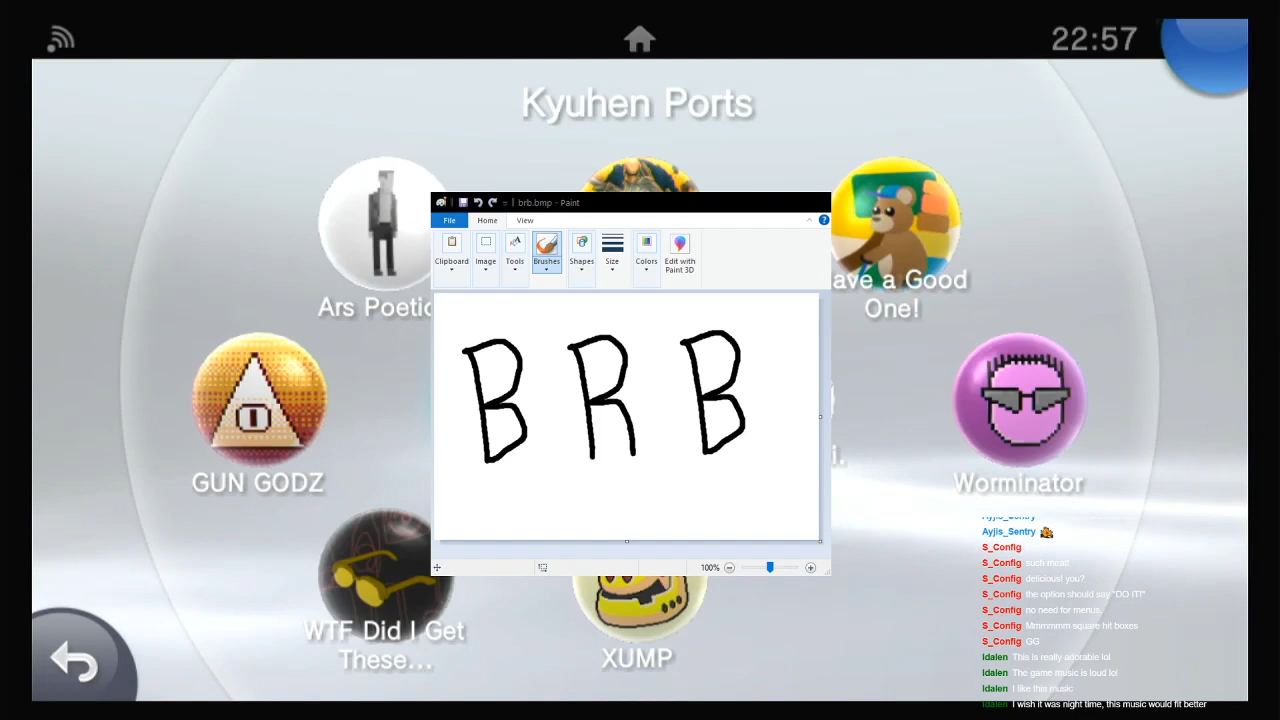 22:57
Kyuhen Ports
brb.bmp - Paint
File Home View
Clipboard Image Tools Brushes Shapes Size Colors Edit with
Paint 3D
Ars Poetic
ave a Good
One!
BRB
GUN GODZ
Worminator
100%
WTF Did I Get
These...
XUMP
Ayjis_Sentry
Ayjis_Sentry
S_Config
S_Config such meat!
S_Config delicious! you?
S_Config the option should say "DO IT!"
S_Config no need for menus.
S_Config Mmmmmm square hit boxes
S_Config GG
Idalen This is really adorable lol
Idalen The game music is loud lol
Idalen I like this music
Idalen I wish it was night time, this music would fit better